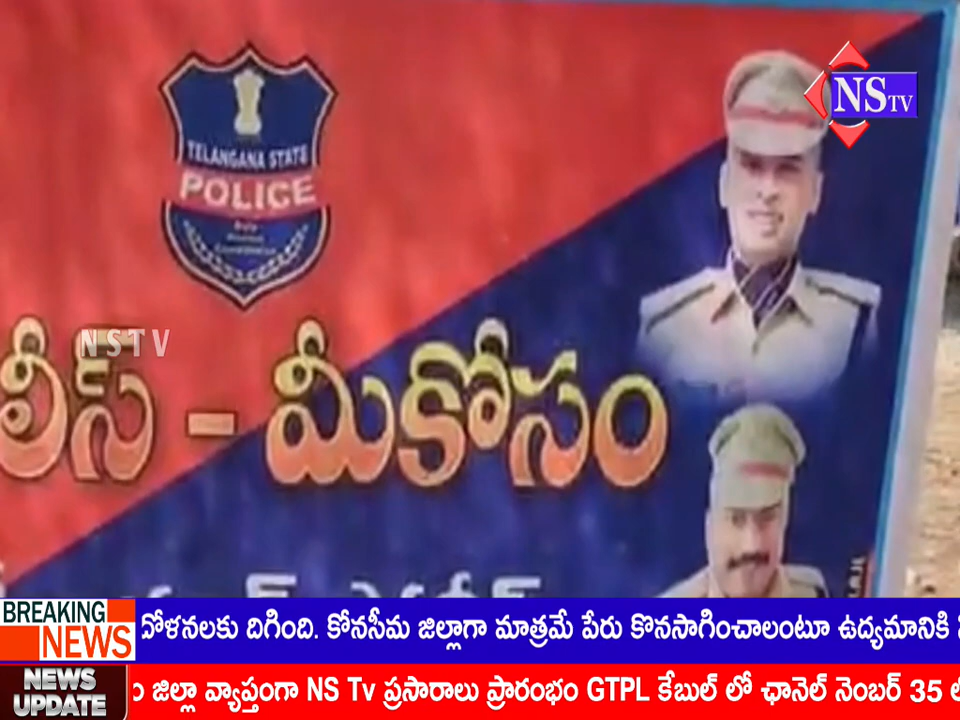 NS TV
TELANGANA STATE
POLICE
NSTV
లీస్ - మీకోసం
BREAKING
NEWS
దిగింది. కోనసీమ జిల్లాగా మాత్రమే పేరు కొనసాగించాలంటూ ఉద్యమానికి
NEWS
UPDATE
జిల్లా వ్యాప్తంగా NS Tv ప్రసారాలు ప్రారంభం GTPL కేబుల్ లో ఛానెల్ నెంబర్ 35